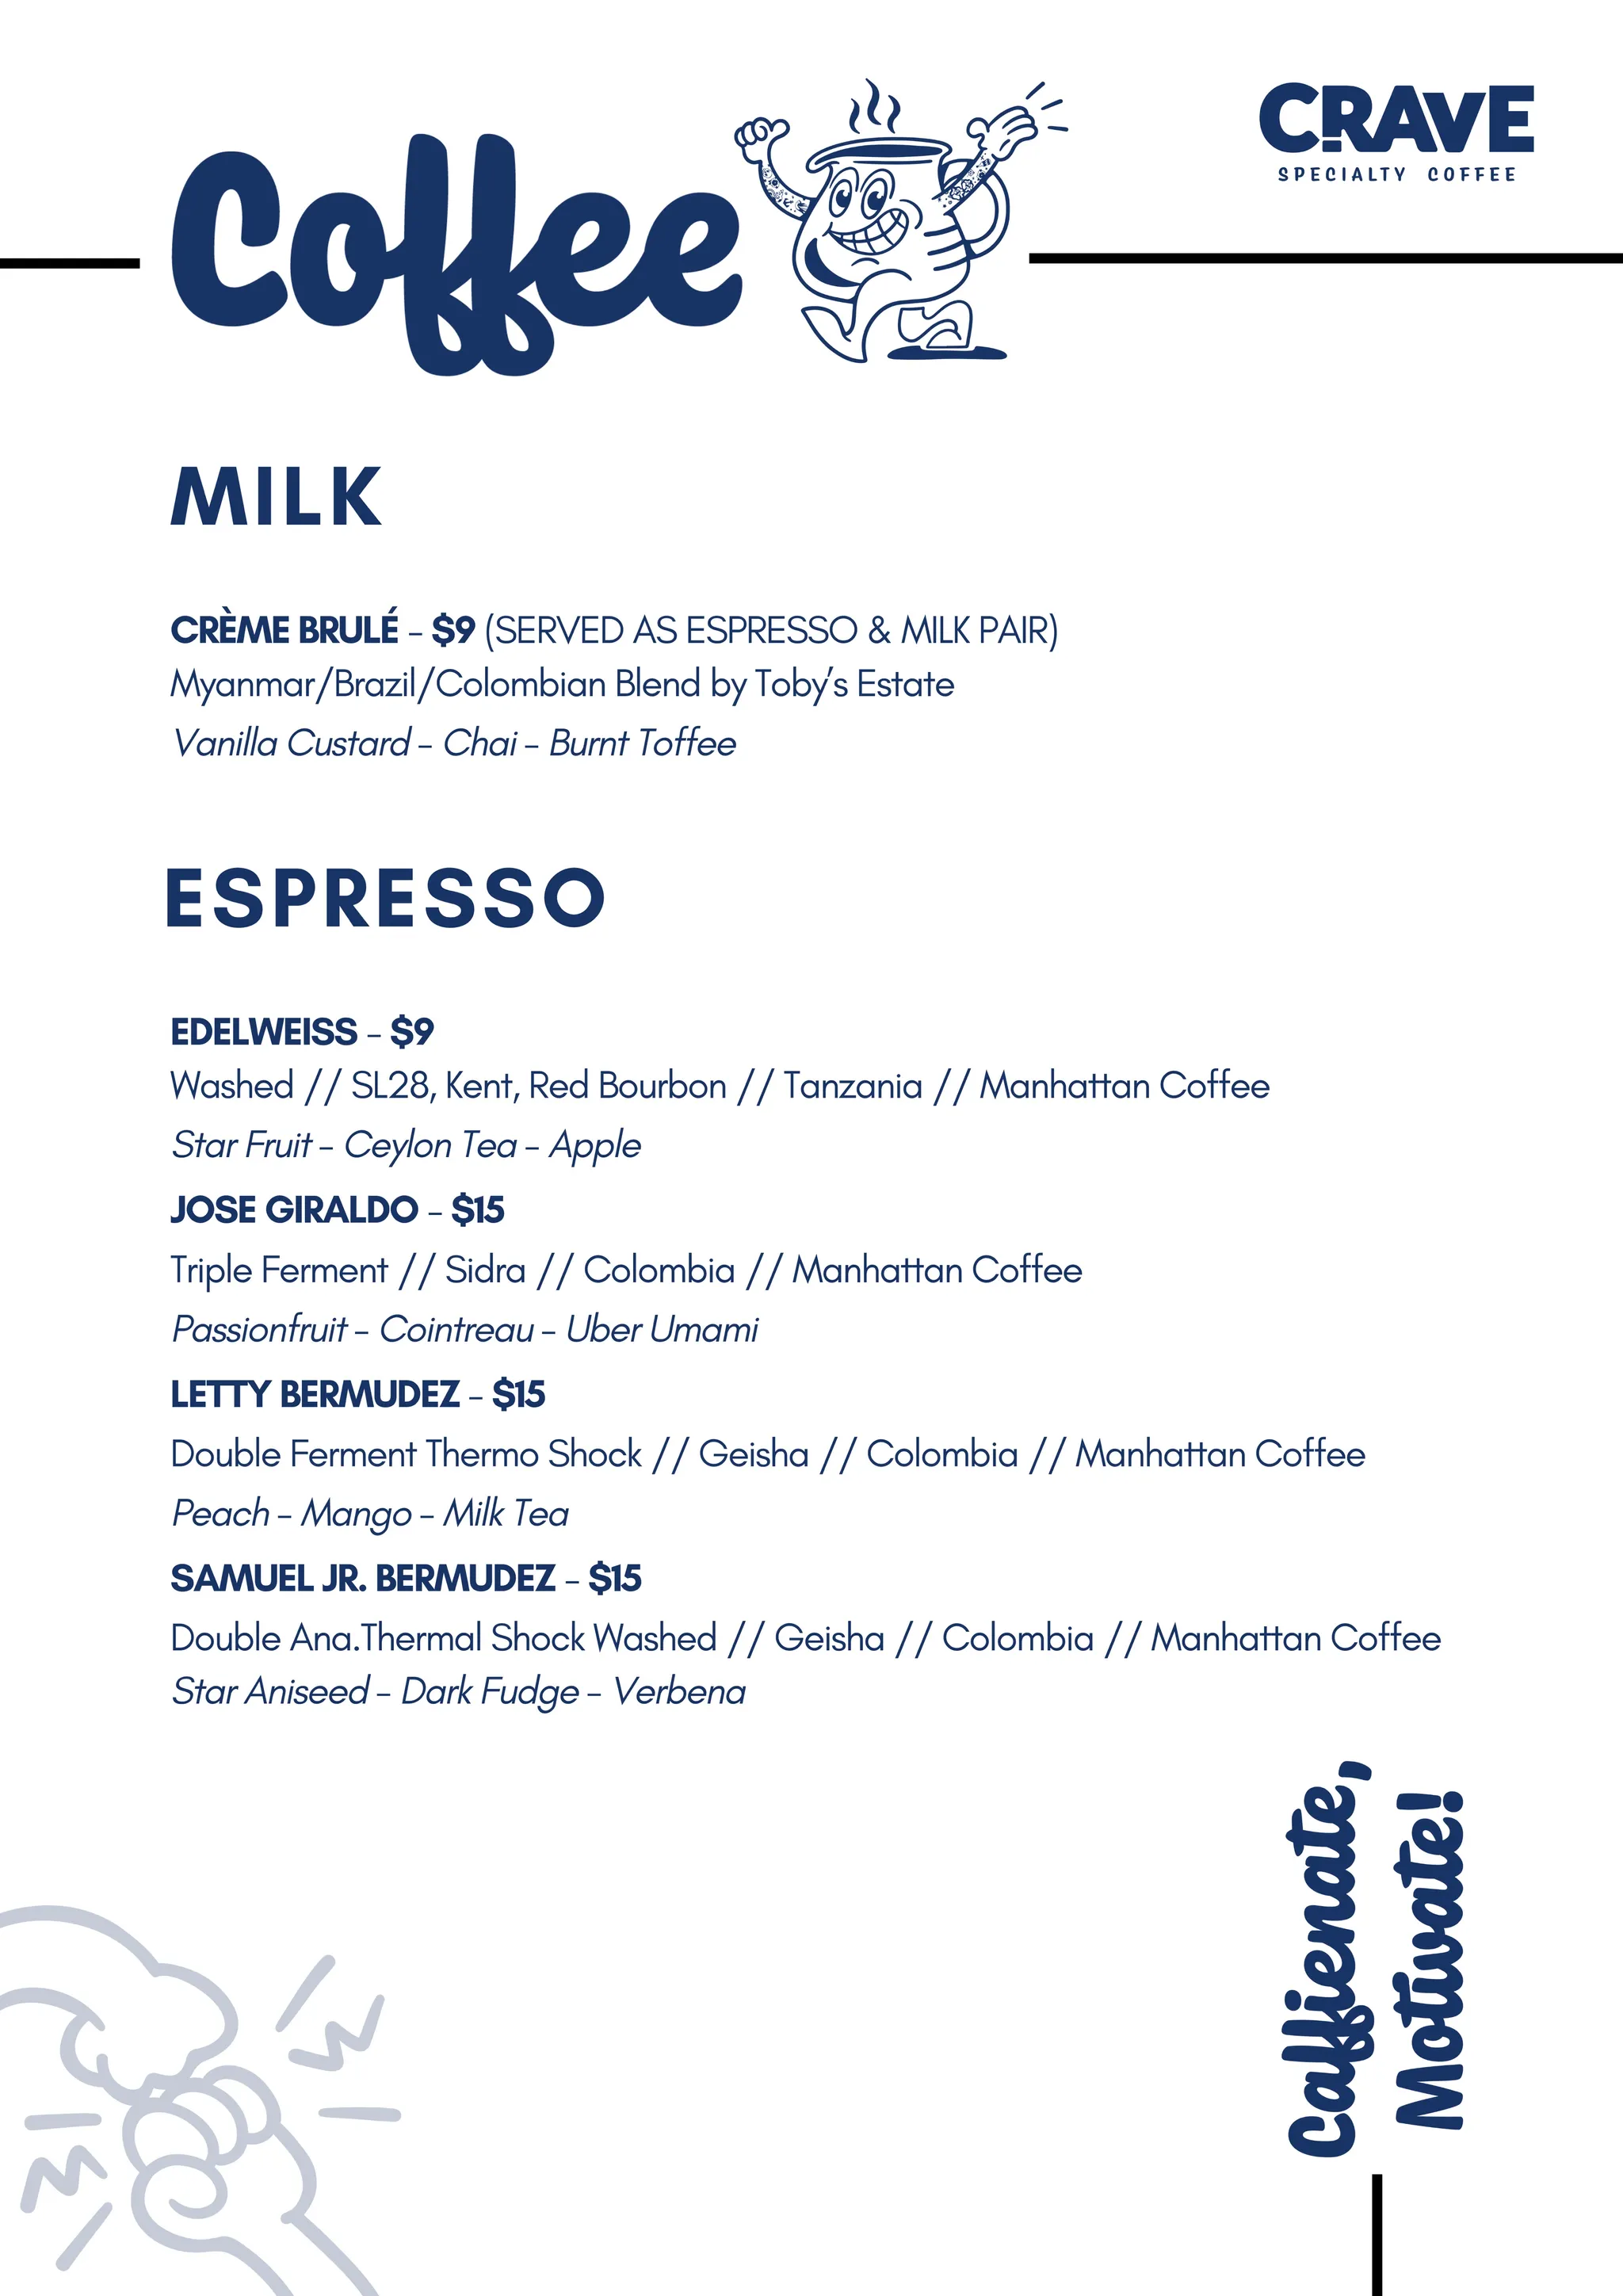 Coffee
CRAVE
SPECIALTY COFFEE
MILK
CRÈME BRULÉ - $9 (SERVED AS ESPRESSO & MILK PAIR)
Myanmar/Brazil/Colombian Blend by Toby's Estate
Vanilla Custard - Chai - Burnt Toffee
ESPRESSO
EDELWEISS - $9
Washed // SL28, Kent, Red Bourbon // Tanzania // Manhattan Coffee
Star Fruit - Ceylon Tea - Apple
JOSE GIRALDO - $15
Triple Ferment // Sidra // Colombia // Manhattan Coffee
Passionfruit - Cointreau - Uber Umami
LETTY BERMUDEZ - $15
Double Ferment Thermo Shock // Geisha // Colombia // Manhattan Coffee
Peach - Mango - Milk Tea
SAMUEL JR. BERMUDEZ - $15
Double Ana.Thermal Shock Washed // Geisha // Colombia // Manhattan Coffee
Star Aniseed - Dark Fudge - Verbena
Caffienate,
Motivate!